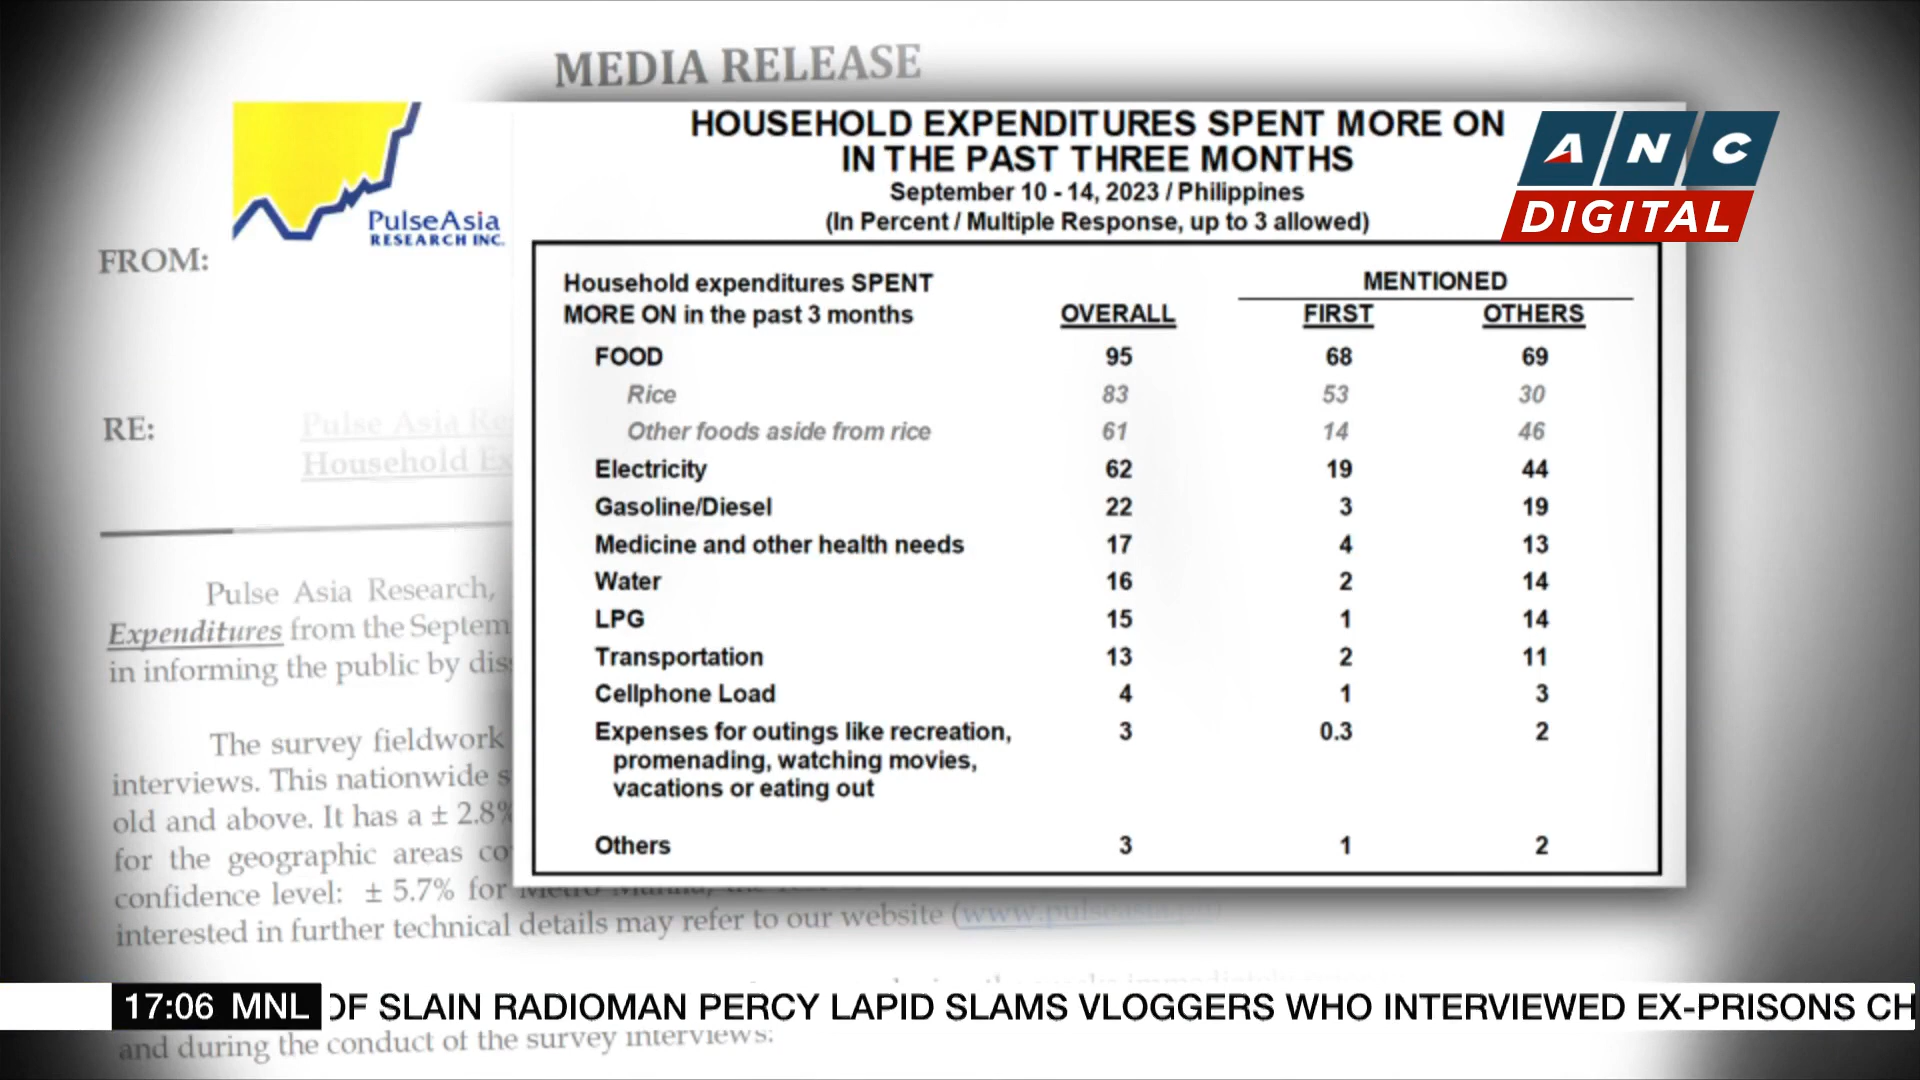 MEDIA RELEASE
PulseAsia
RESEARCH INC.
HOUSEHOLD EXPENDITURES SPENT MORE ON
IN THE PAST THREE MONTHS
September 10 - 14, 2023 / Philippines
(In Percent / Multiple Response, up to 3 allowed)
ANC
DIGITAL
FROM:
RE:
Pulse Asia
Household
Household expenditures SPENT
MORE ON in the past 3 months
MENTIONED
OVERALL FIRST OTHERS
FOOD 95 68 69
Rice 83 53 30
Other foods aside from rice 61 14 46
Electricity 62 19 44
Gasoline/Diesel 22 3 19
Medicine and other health needs 17 4 13
Water 16 2 14
LPG 15 1 14
Transportation 13 2 11
Cellphone Load 4 1 3
Expenses for outings like recreation, 3 0.3 2
promenading, watching movies,
vacations or eating out
Others 3 1 2
Pulse Asia Research,
Expenditures from the Septem
in informing the public by dis
The survey fieldwork
interviews. This nationwide s
old and above. It has a ± 2.8%
for the geographic areas co
confidence level: ± 5.7% for Metro Manila,
interested in further technical details may refer to our website (www.pulseasia.ph)
17:06 MNL OF SLAIN RADIOMAN PERCY LAPID SLAMS VLOGGERS WHO INTERVIEWED EX-PRISONS CH
and during the conduct of the survey interviews: